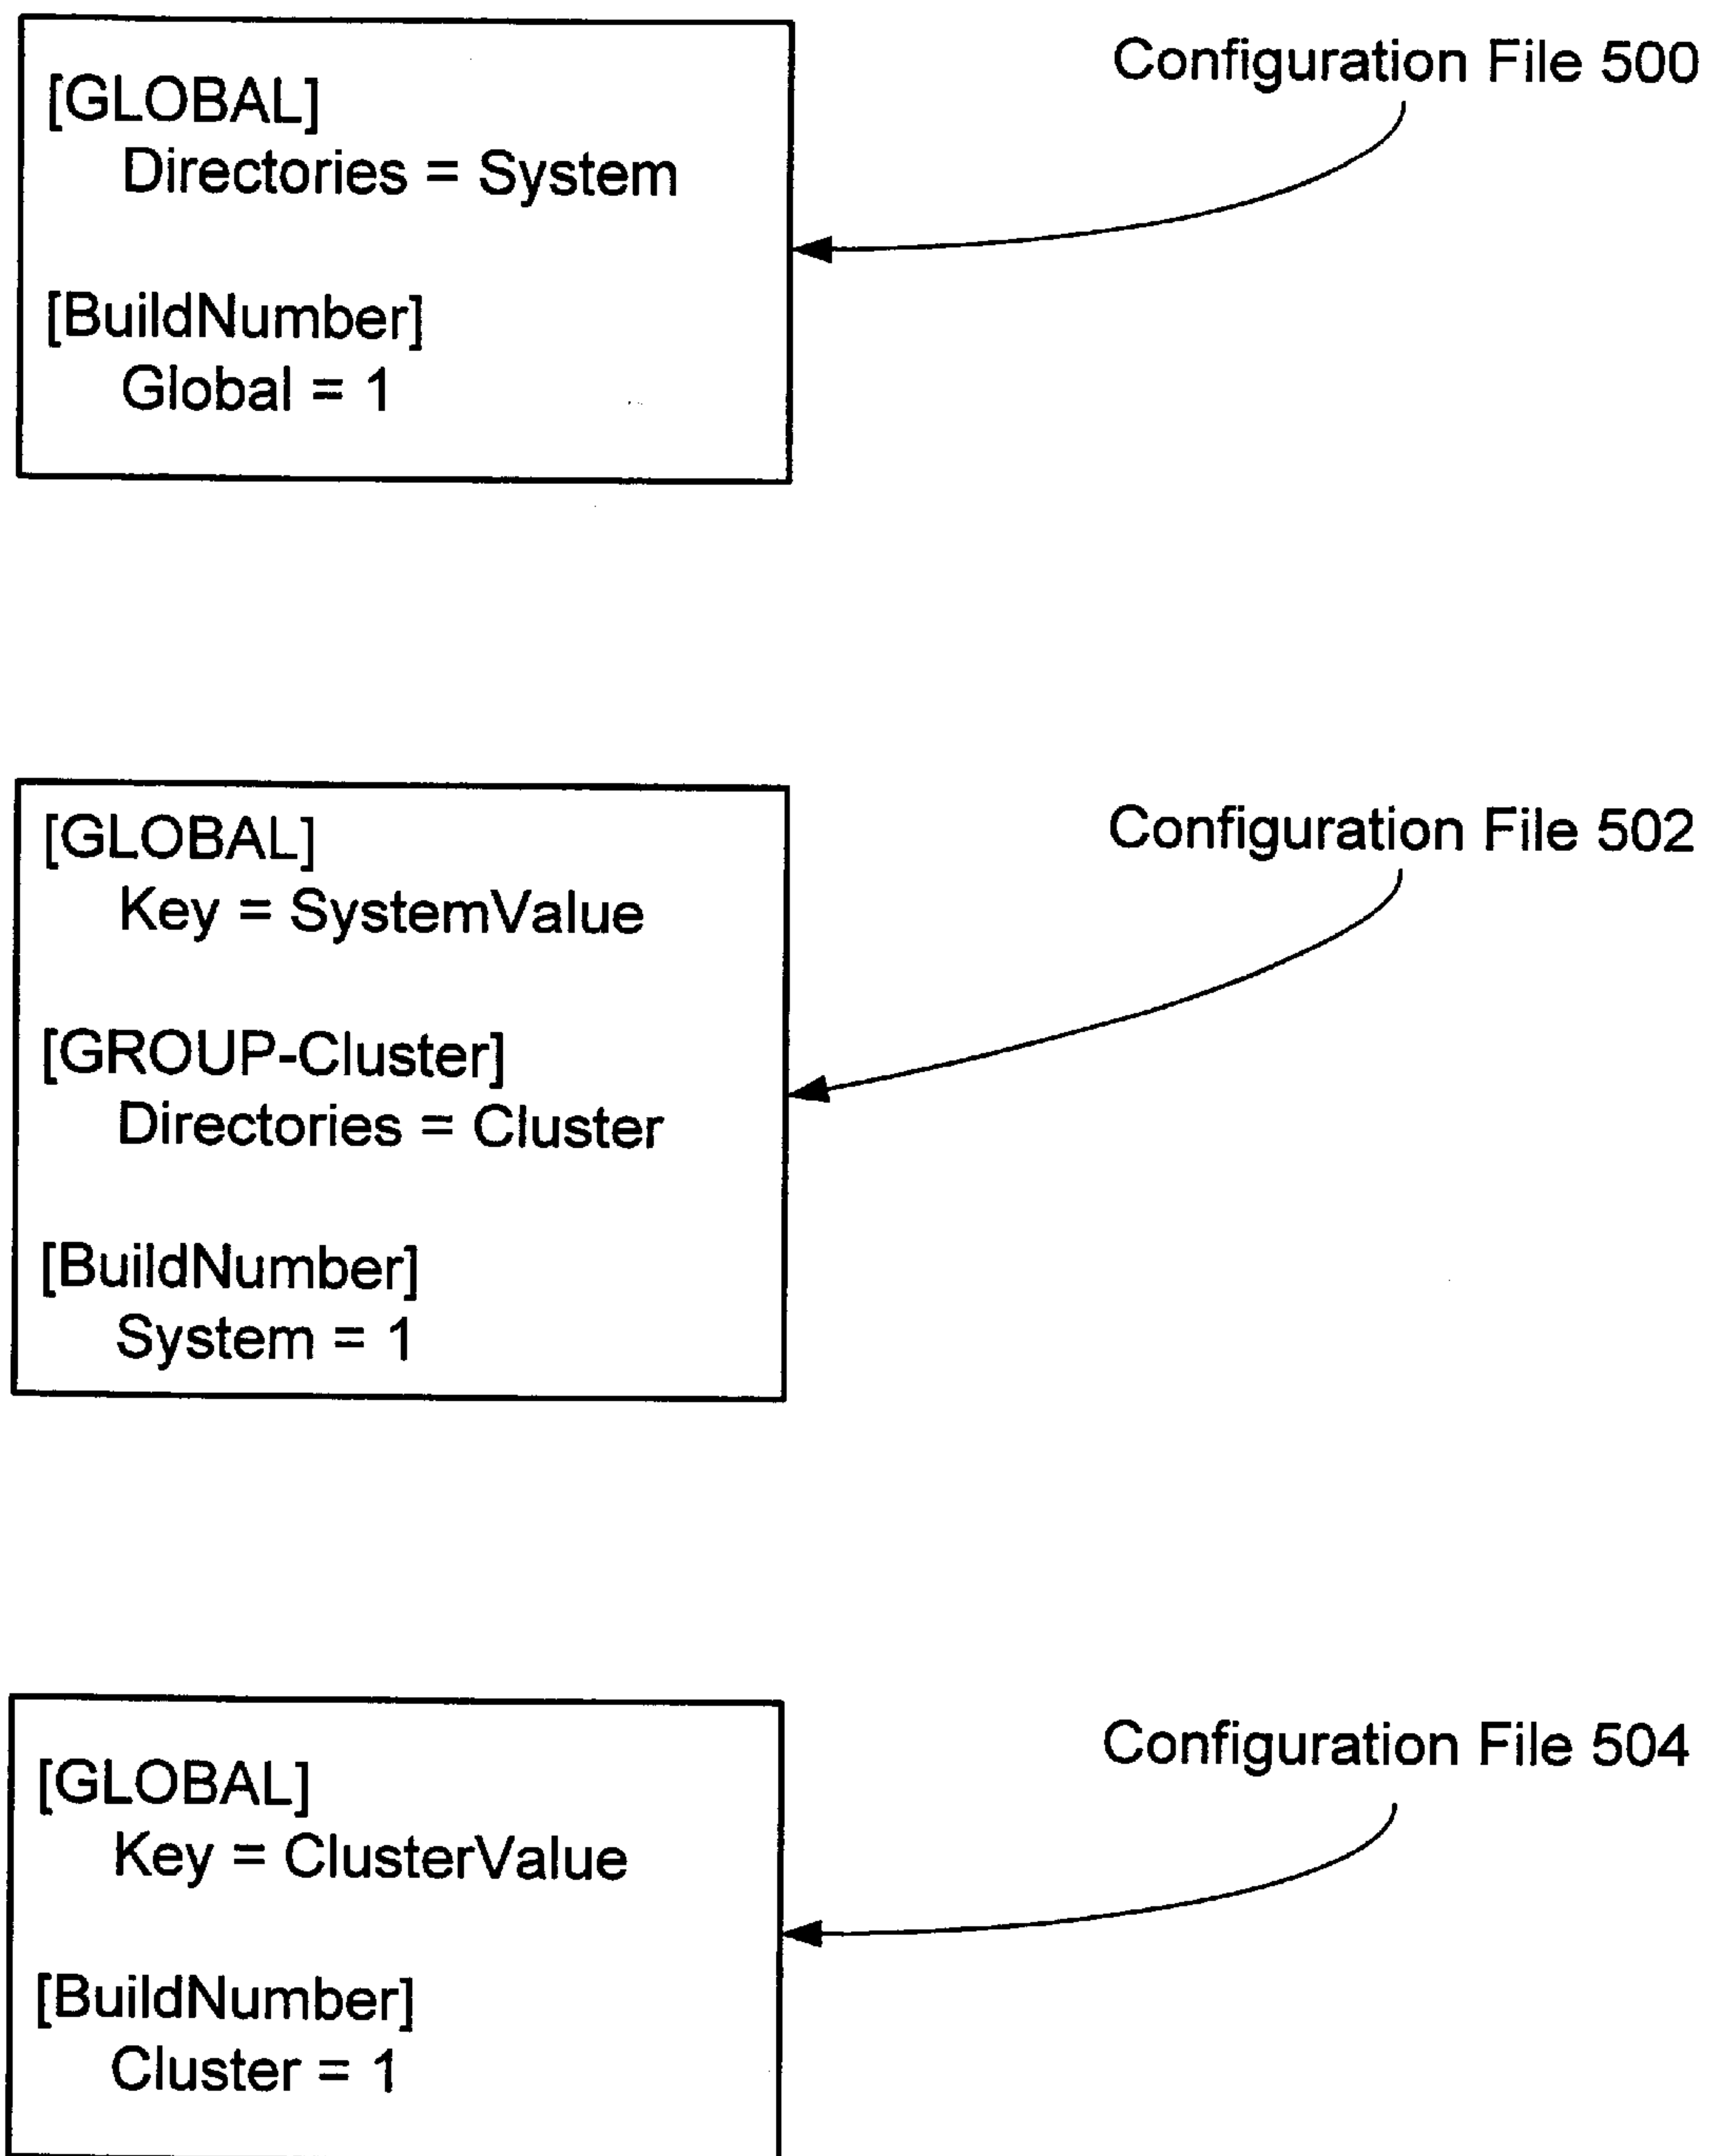 [GLOBAL]
Directories = System
[BuildNumber]
Global = 1
Configuration File 500
[GLOBAL]
Key = SystemValue
[GROUP-Cluster]
Directories = Cluster
[BuildNumber]
System = 1
Configuration File 502
[GLOBAL]
Key = ClusterValue
[BuildNumber]
Cluster = 1
Configuration File 504